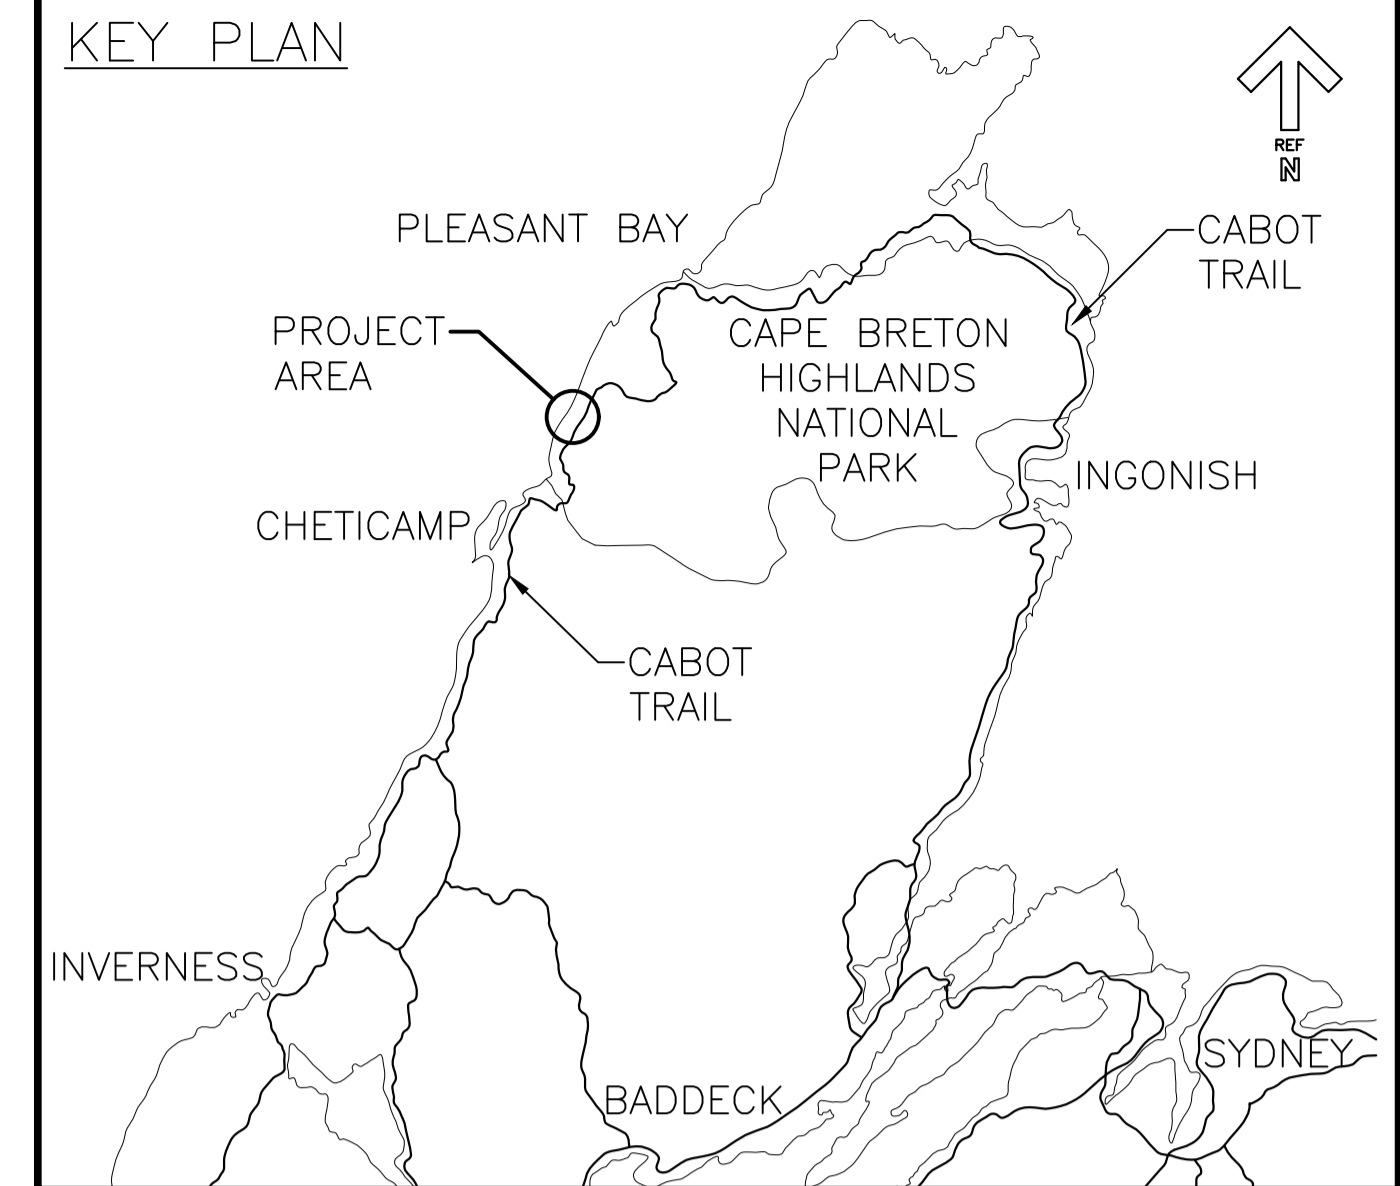 KEY PLAN
REF
N
PLEASANT BAY
CABOT
TRAIL
PROJECT
AREA
CAPE BRETON
HIGHLANDS
NATIONAL
PARK
INGONISH
CHETICAMP
CABOT
TRAIL
INVERNESS
SYDNEY
BADDECK